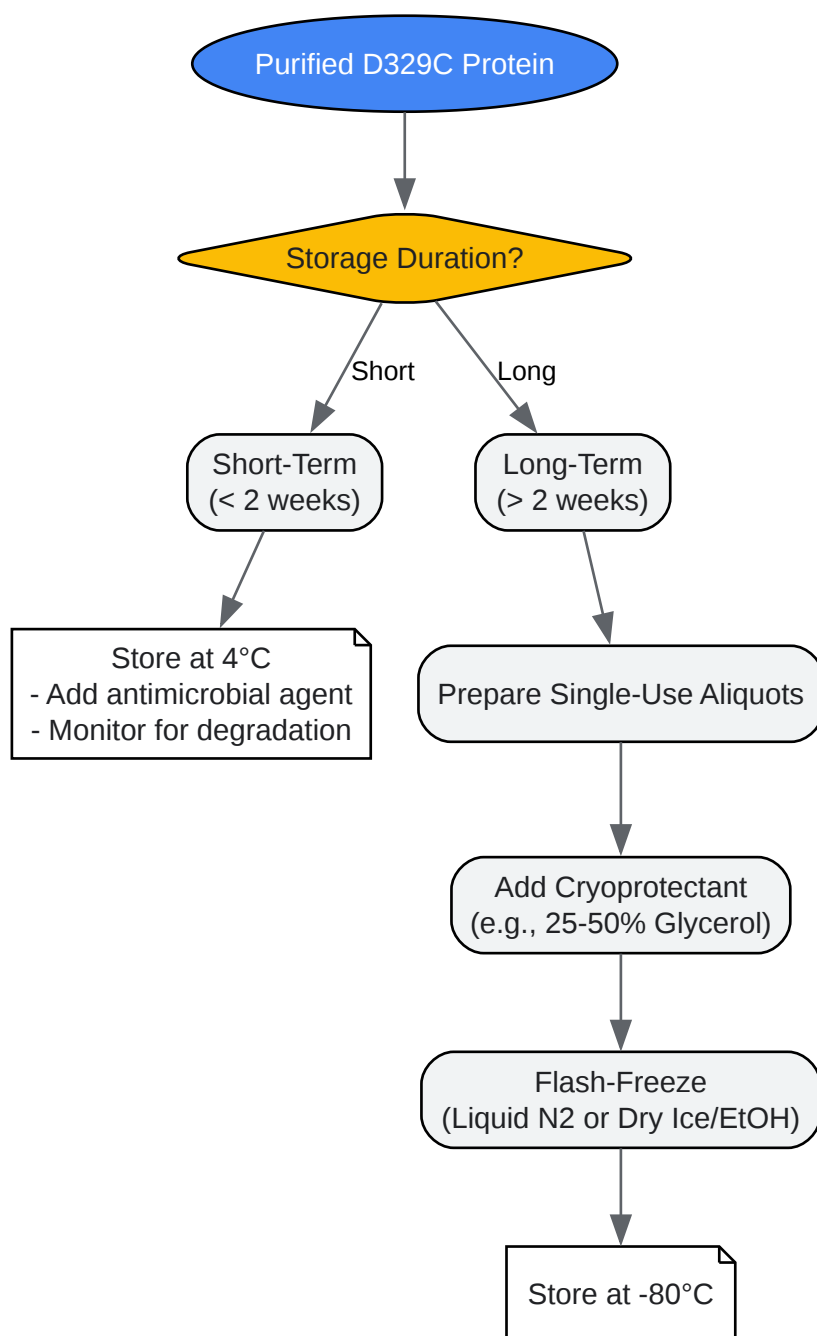 Purified D329C Protein
Storage Duration?
Short
Long
Short-Term
(< 2 weeks)
Long-Term
(> 2 weeks)
Store at 4°C
- Add antimicrobial agent
- Monitor for degradation
Prepare Single-Use Aliquots
Add Cryoprotectant
(e.g., 25-50% Glycerol)
Flash-Freeze
(Liquid N2 or Dry Ice/EtOH)
Store at -80°C